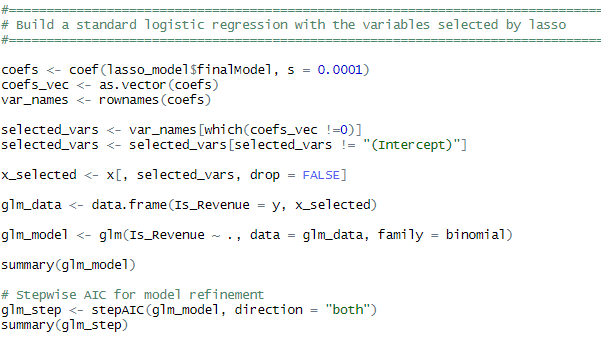 #==============================================================================
# Build a standard logistic regression with the variables selected by lasso
#==============================================================================
coefs <- coef(lasso_model$finalModel, s = 0.0001)
coefs_vec <- as.vector(coefs)
var_names <- rownames(coefs)
selected_vars <- var_names[which(coefs_vec !=0)]
selected_vars <- selected_vars[selected_vars != "(Intercept)"]
x_selected <- x[, selected_vars, drop = FALSE]
glm_data <- data.frame(Is_Revenue = y, x_selected)
glm_model <- glm(Is_Revenue ~ ., data = glm_data, family = binomial)
summary(glm_model)
# Stepwise AIC for model refinement
glm_step <- stepAIC(glm_model, direction = "both")
summary(glm_step)